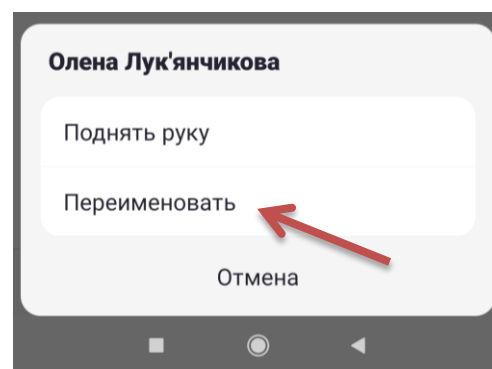 Олена Лук'янчикова
Поднять руку
Переименовать
Отмена